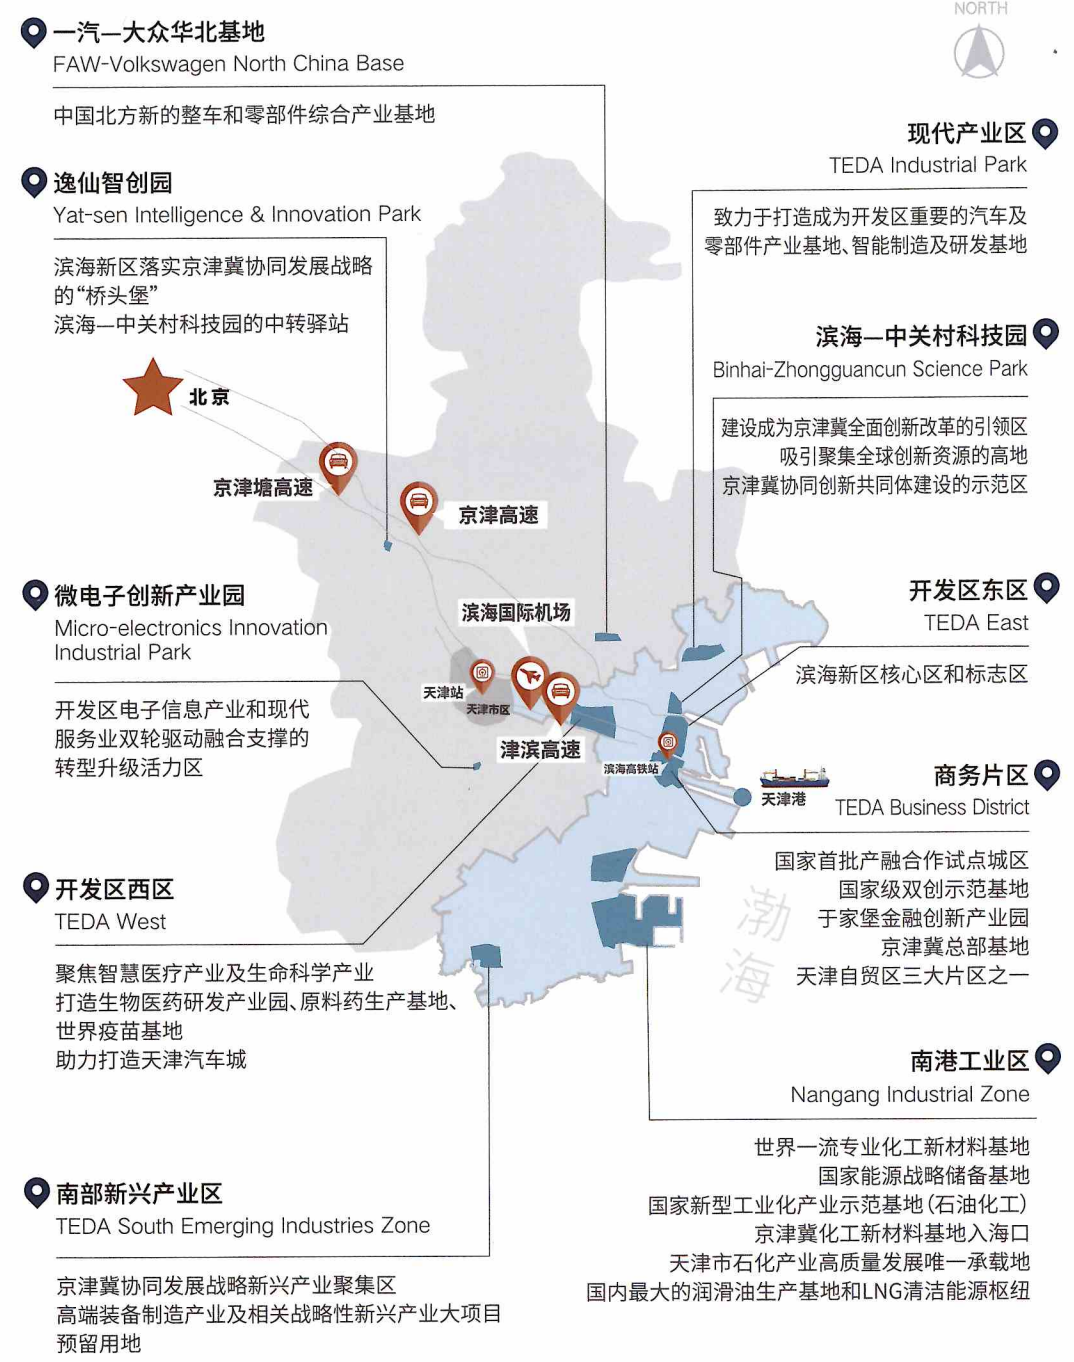 NORTH
一汽—大众华北基地
FAW-Volkswagen North China Base
中国北方新的整车和零部件综合产业基地
逸仙智创园
Yat-sen Intelligence & Innovation Park
滨海新区落实京津冀协同发展战略
的“桥头堡”
滨海—中关村科技园的中转驿站
北京
京津塘高速
京津高速
微电子创新产业园
Micro-electronics Innovation
Industrial Park
开发区电子信息产业和现代
服务业双轮驱动融合支撑的
转型升级活力区
滨海国际机场
天津站
天津市区
津滨高速
滨海高铁站
天津港
渤海
开发区西区
TEDA West
聚焦智慧医疗产业及生命科学产业
打造生物医药研发产业园、原料药生产基地、
世界疫苗基地
助力打造天津汽车城
南部新兴产业区
TEDA South Emerging Industries Zone
京津冀协同发展战略新兴产业聚集区
高端装备制造产业及相关战略性新兴产业大项目
预留用地
现代产业区
TEDA Industrial Park
致力于打造成为开发区重要的汽车及
零部件产业基地、智能制造及研发基地
滨海—中关村科技园
Binhai-Zhongguancun Science Park
建设成为京津冀全面创新改革的引领区
吸引聚集全球创新资源的高地
京津冀协同创新共同体建设的示范区
开发区东区
TEDA East
滨海新区核心区和标志区
商务片区
TEDA Business District
国家首批产融合作试点城区
国家级双创示范基地
于家堡金融创新产业园
京津冀总部基地
天津自贸区三大片区之一
南港工业区
Nangang Industrial Zone
世界一流专业化工新材料基地
国家能源战略储备基地
国家新型工业化产业示范基地(石油化工)
京津冀化工新材料基地入海口
天津市石化产业高质量发展唯一承载地
国内最大的润滑油生产基地和LNG清洁能源枢纽